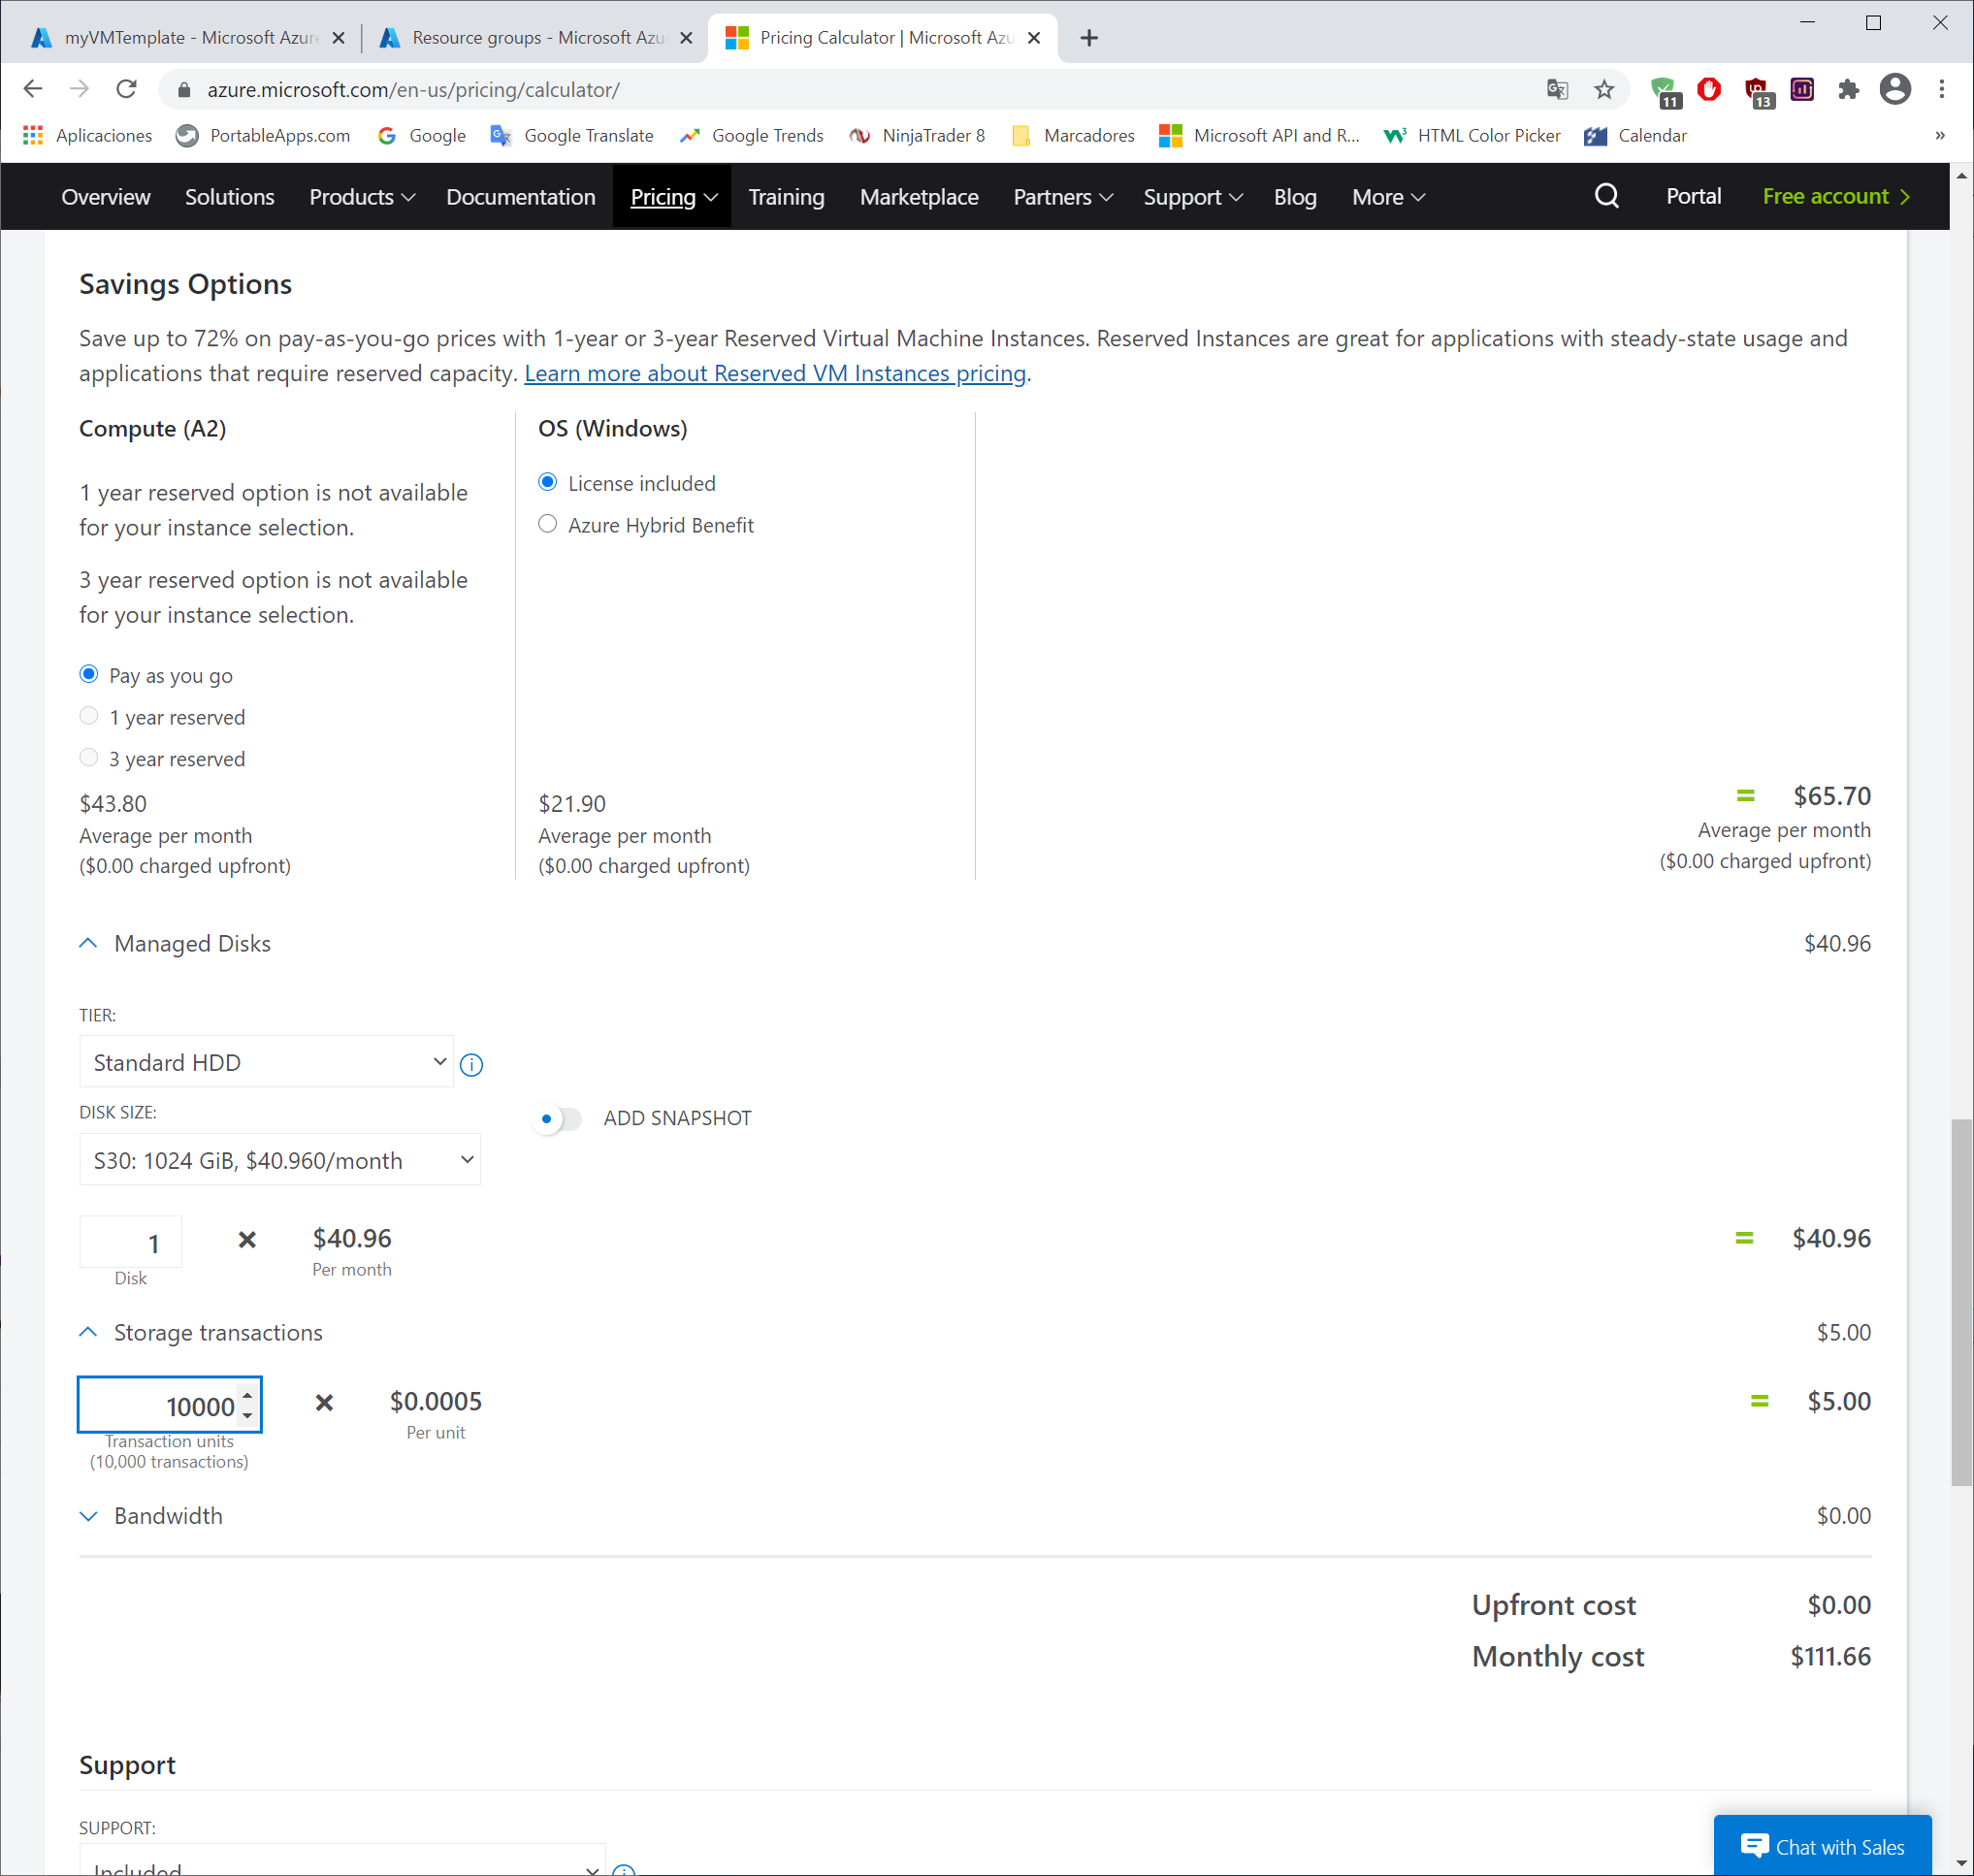 myVMTemplate - Microsoft Azure
Resource groups - Microsoft Azu
Pricing Calculator | Microsoft Azu
azure.microsoft.com/en-us/pricing/calculator/
11
13
Aplicaciones
PortableApps.com
Google
Google Translate
Google Trends
NinjaTrader 8
Marcadores
Microsoft API and R...
HTML Color Picker
Calendar
»
Overview
Solutions
Products
Documentation
Pricing
Training
Marketplace
Partners
Support
Blog
More
Portal
Free account
Savings Options
Save up to 72% on pay-as-you-go prices with 1-year or 3-year Reserved Virtual Machine Instances. Reserved Instances are great for applications with steady-state usage and
applications that require reserved capacity. Learn more about Reserved VM Instances pricing.
Compute (A2)
1 year reserved option is not available
for your instance selection.
3 year reserved option is not available
for your instance selection.
Pay as you go
1 year reserved
3 year reserved
$43.80
Average per month
($0.00 charged upfront)
OS (Windows)
License included
Azure Hybrid Benefit
$21.90
Average per month
($0.00 charged upfront)
= $65.70
Average per month
($0.00 charged upfront)
Managed Disks
$40.96
TIER:
Standard HDD
DISK SIZE:
S30: 1024 GiB, $40.960/month
ADD SNAPSHOT
1
Disk
× $40.96
Per month
= $40.96
Storage transactions
$5.00
10000
Transaction units
(10,000 transactions)
× $0.0005
Per unit
= $5.00
Bandwidth
$0.00
Upfront cost $0.00
Monthly cost $111.66
Support
SUPPORT:
Included
Chat with Sales